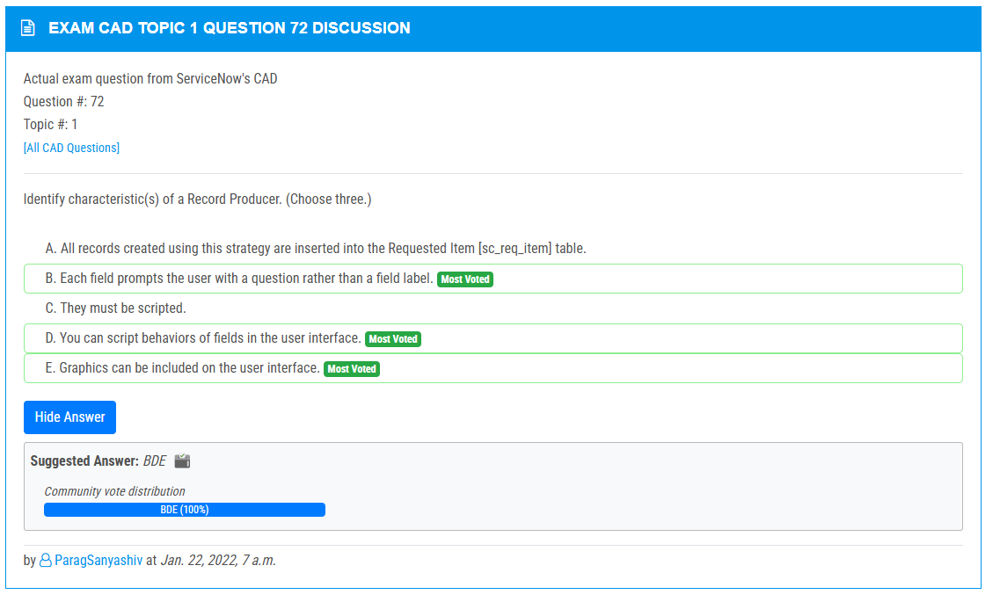 EXAM CAD TOPIC 1 QUESTION 72 DISCUSSION
Actual exam question from ServiceNow's CAD
Question #: 72
Topic #: 1
[All CAD Questions]
Identify characteristic(s) of a Record Producer. (Choose three.)
A. All records created using this strategy are inserted into the Requested Item [sc_req_item] table.
B. Each field prompts the user with a question rather than a field label. Most Voted
C. They must be scripted.
D. You can script behaviors of fields in the user interface. Most Voted
E. Graphics can be included on the user interface. Most Voted
Hide Answer
Suggested Answer: BDE
Community vote distribution
BDE (100%)
by ParagSanyashiv at Jan. 22, 2022, 7 a.m.